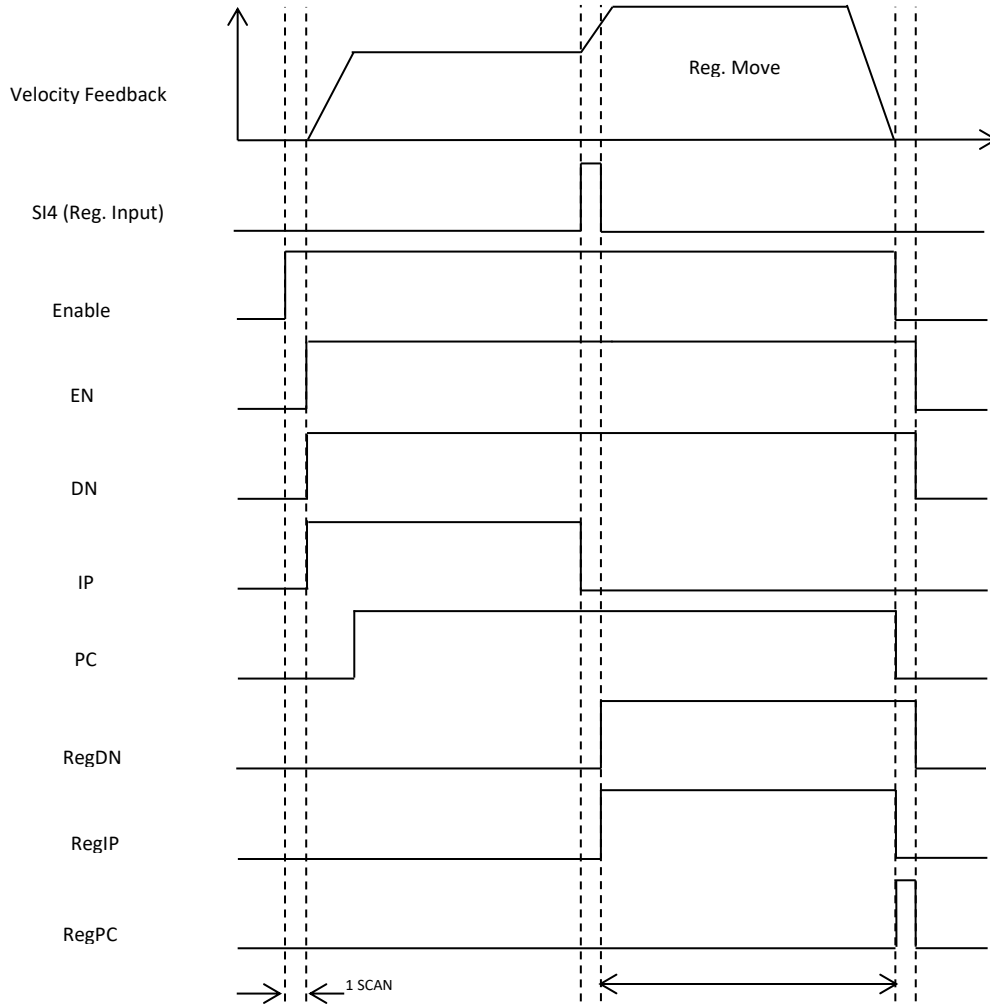 Velocity Feedback
Reg. Move
SI4 (Reg. Input)
Enable
EN
DN
IP
PC
RegDN
RegIP
RegPC
1 SCAN